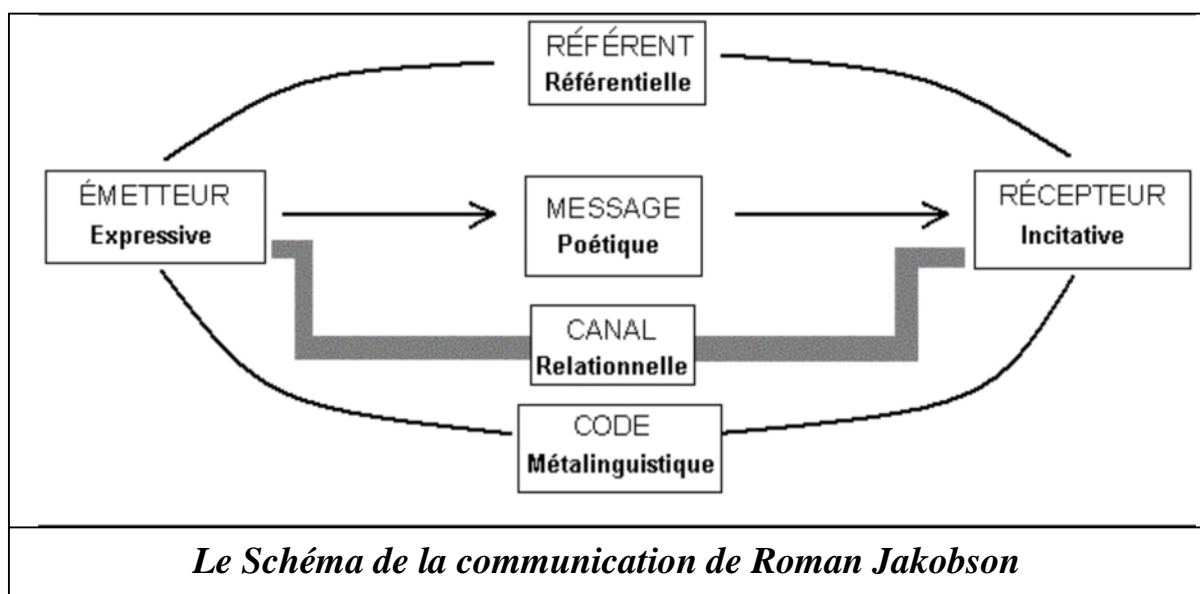 RÉFÉRENT
Référentielle
ÉMETTEUR
Expressive
MESSAGE
Poétique
RÉCEPTEUR
Incitative
CANAL
Relationnelle
CODE
Métalinguistique
Le Schéma de la communication de Roman Jakobson